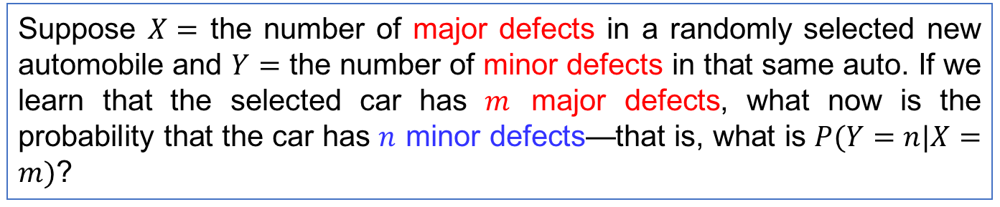 Suppose X = the number of major defects in a randomly selected new
automobile and Y = the number of minor defects in that same auto. If we
learn that the selected car has m major defects, what now is the
probability that the car has n minor defects—that is, what is P(Y = n|X =
m)?